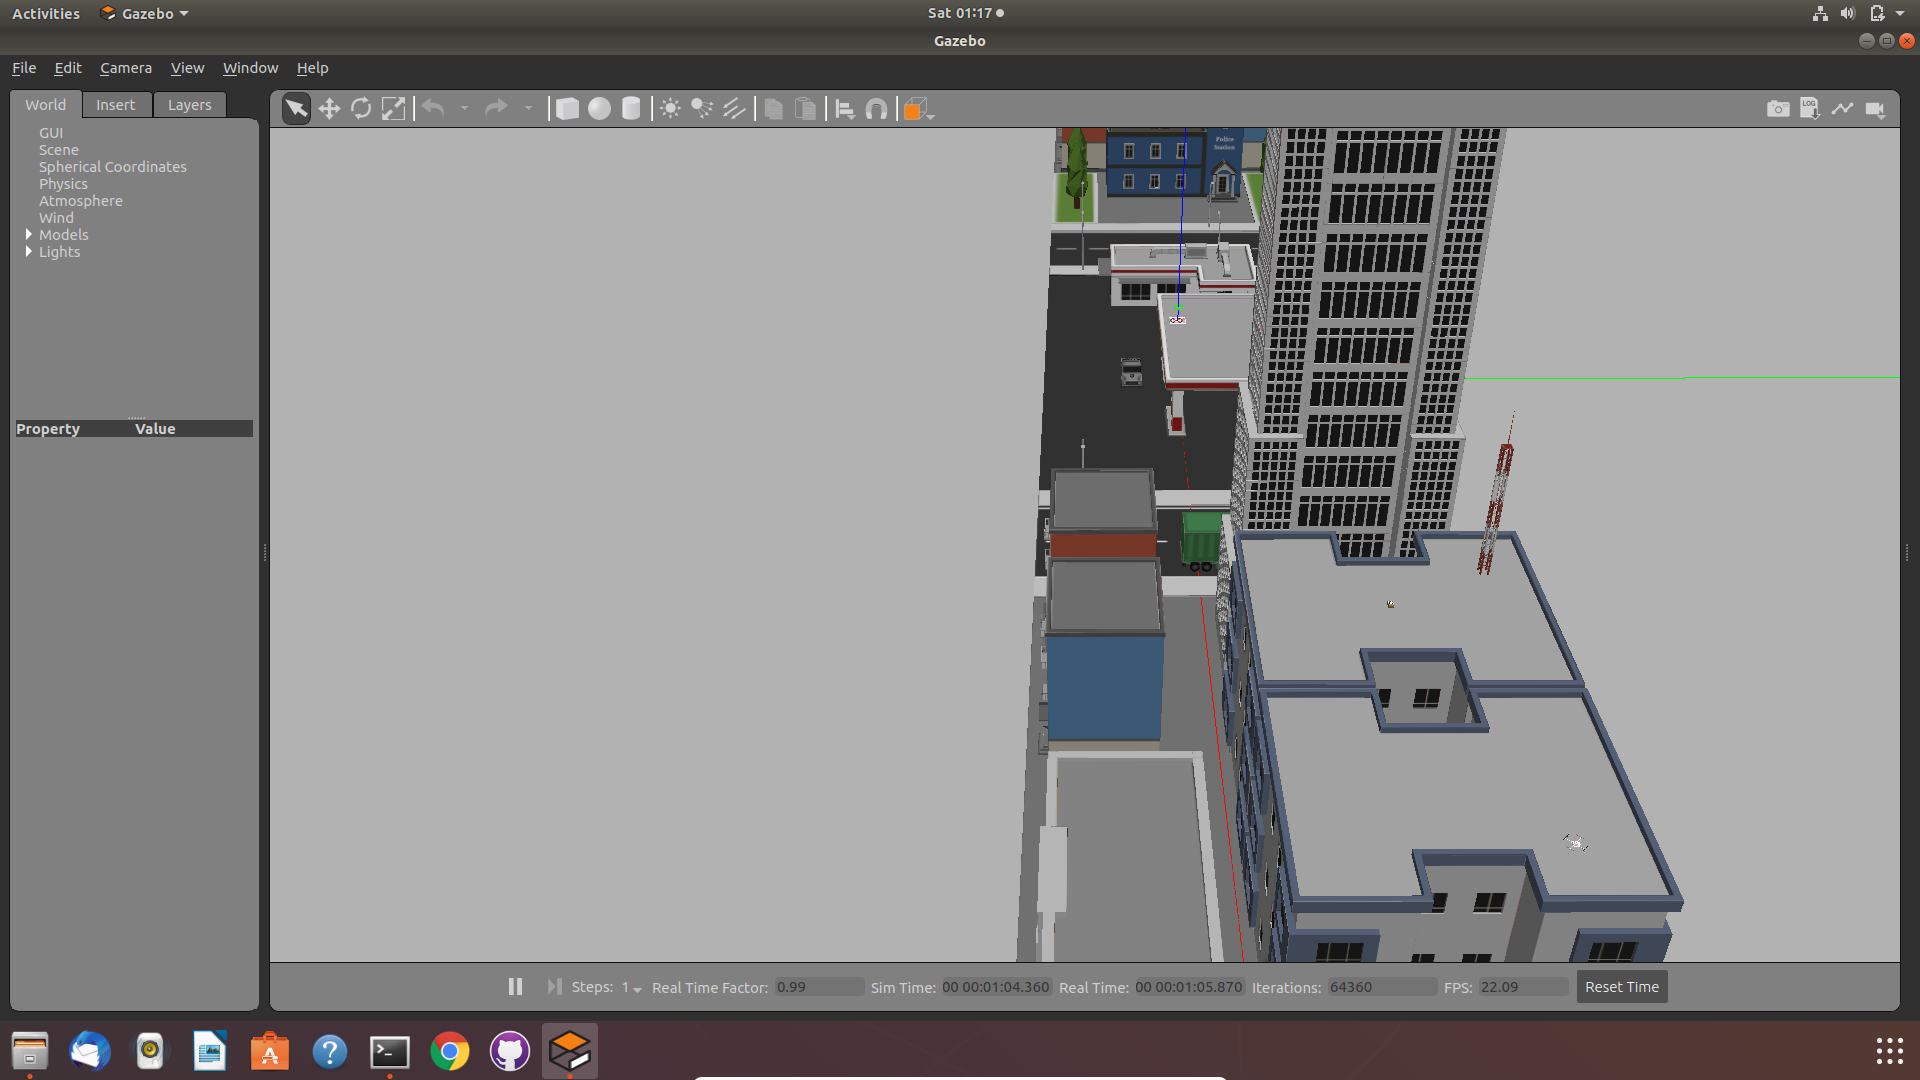 Activities
Gazebo
Sat 01:17
Gazebo
File Edit Camera View Window Help
World Insert Layers
LOG
GUI
Scene
Spherical Coordinates
Physics
Atmosphere
Wind
Models
Lights
Property Value
Police
Station
Steps: 1 Real Time Factor: 0.99 Sim Time: 00 00:01:04.360 Real Time: 00 00:01:05.870 Iterations: 64360 FPS: 22.09 Reset Time